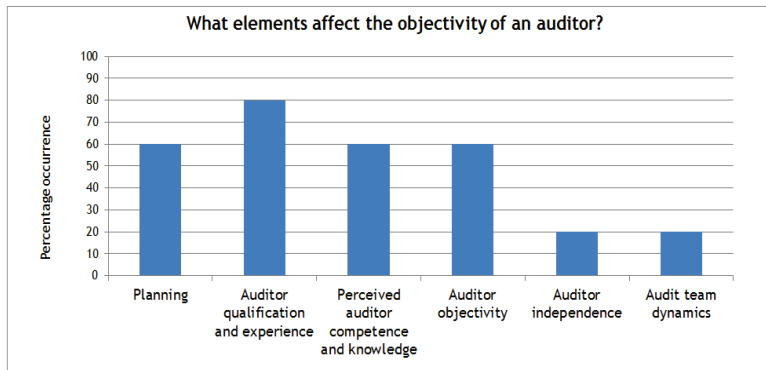 What elements affect the objectivity of an auditor?
Percentage occurrence
100
90
80
70
60
50
40
30
20
10
0
Planning
Auditor
qualification
and experience
Perceived
auditor
competence
and knowledge
Auditor
objectivity
Auditor
independence
Audit team
dynamics